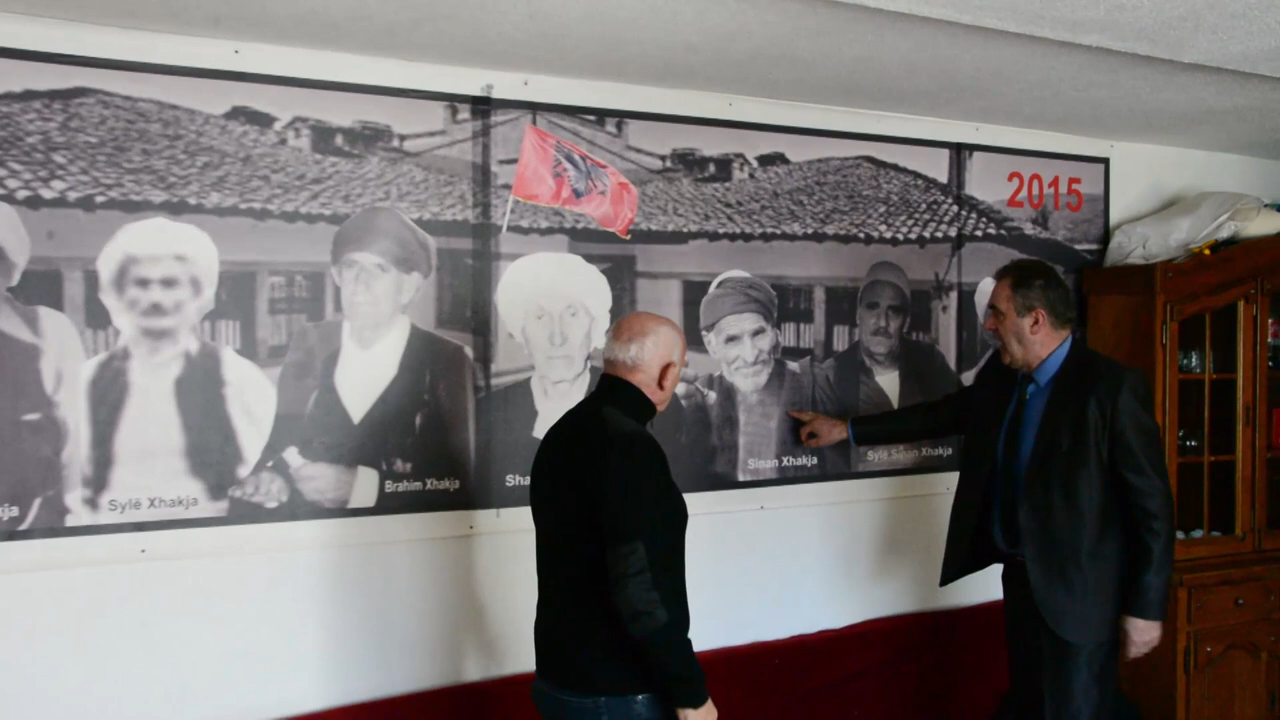 2015
Sylë Xhakja
Brahim Xhakja
Sinan Xhakja
Sylë Sinan Xhakja